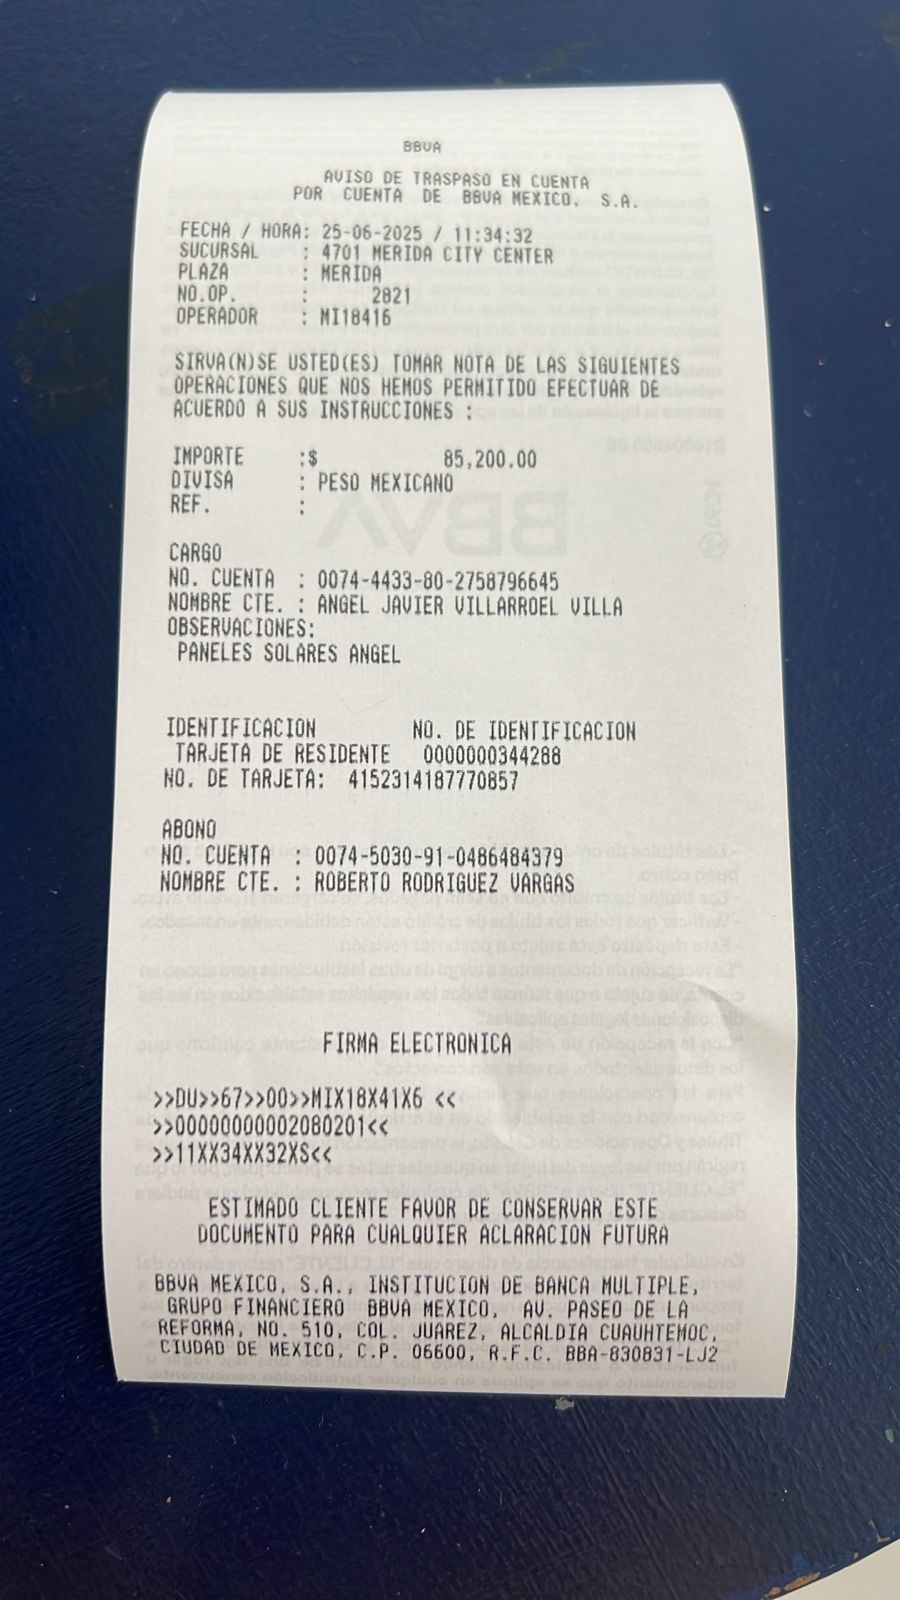 BBVA
AVISO DE TRASPASO EN CUENTA
POR CUENTA DE BBVA MEXICO, S.A.
FECHA / HORA: 25-06-2025 / 11:34:32
SUCURSAL : 4701 MERIDA CITY CENTER
PLAZA : MERIDA
NO.OP. : 2821
OPERADOR : MI18416
SIRVA(N)SE USTED(ES) TOMAR NOTA DE LAS SIGUIENTES
OPERACIONES QUE NOS HEMOS PERMITIDO EFECTUAR DE
ACUERDO A SUS INSTRUCCIONES :
IMPORTE :$ 85,200.00
DIVISA : PESO MEXICANO
REF. :
CARGO
NO. CUENTA : 0074-4433-80-2758796645
NOMBRE CTE. : ANGEL JAVIER VILLARROEL VILLA
OBSERVACIONES:
PANELES SOLARES ANGEL
IDENTIFICACION NO. DE IDENTIFICACION
TARJETA DE RESIDENTE 0000000344288
NO. DE TARJETA: 4152314187770857
ABONO
NO. CUENTA : 0074-5030-91-0486484379
NOMBRE CTE. : ROBERTO RODRIGUEZ VARGAS
FIRMA ELECTRONICA
>>DU>>67>>00>>MIX18X41X6 <<
>>00000000002080201<<
>>11XX34XX32XS<<
ESTIMADO CLIENTE FAVOR DE CONSERVAR ESTE
DOCUMENTO PARA CUALQUIER ACLARACION FUTURA
BBVA MEXICO, S.A., INSTITUCION DE BANCA MULTIPLE,
GRUPO FINANCIERO BBVA MEXICO, AV. PASEO DE LA
REFORMA, NO. 510, COL. JUAREZ, ALCALDIA CUAUHTEMOC,
CIUDAD DE MEXICO, C.P. 06600, R.F.C. BBA-830831-LJ2